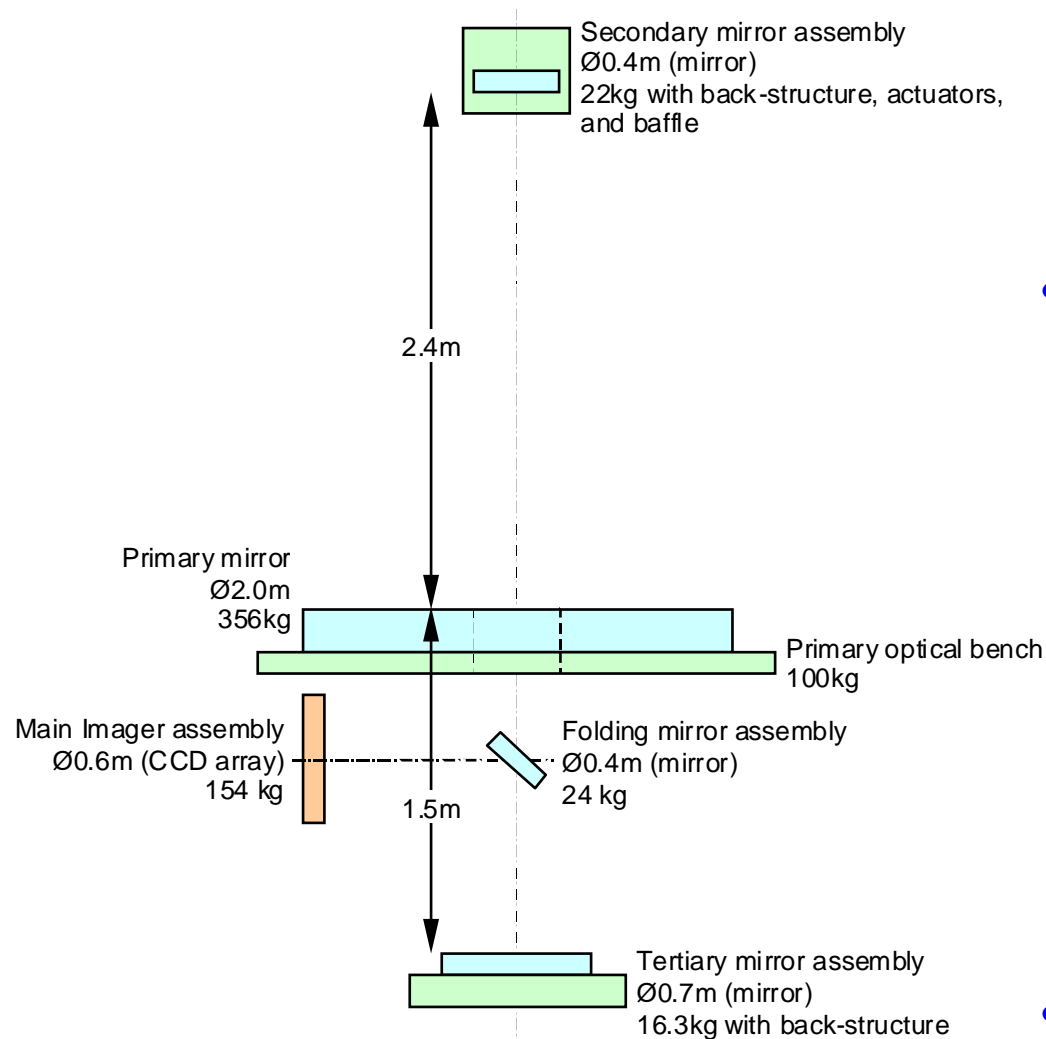 Secondary mirror assembly
Ø0.4m (mirror)
22kg with back-structure, actuators,
and baffle
2.4m
Primary mirror
Ø2.0m
356kg
Primary optical bench
100kg
Main Imager assembly
Ø0.6m (CCD array)
154 kg
Folding mirror assembly
Ø0.4m (mirror)
24 kg
1.5m
Tertiary mirror assembly
Ø0.7m (mirror)
16.3kg with back-structure